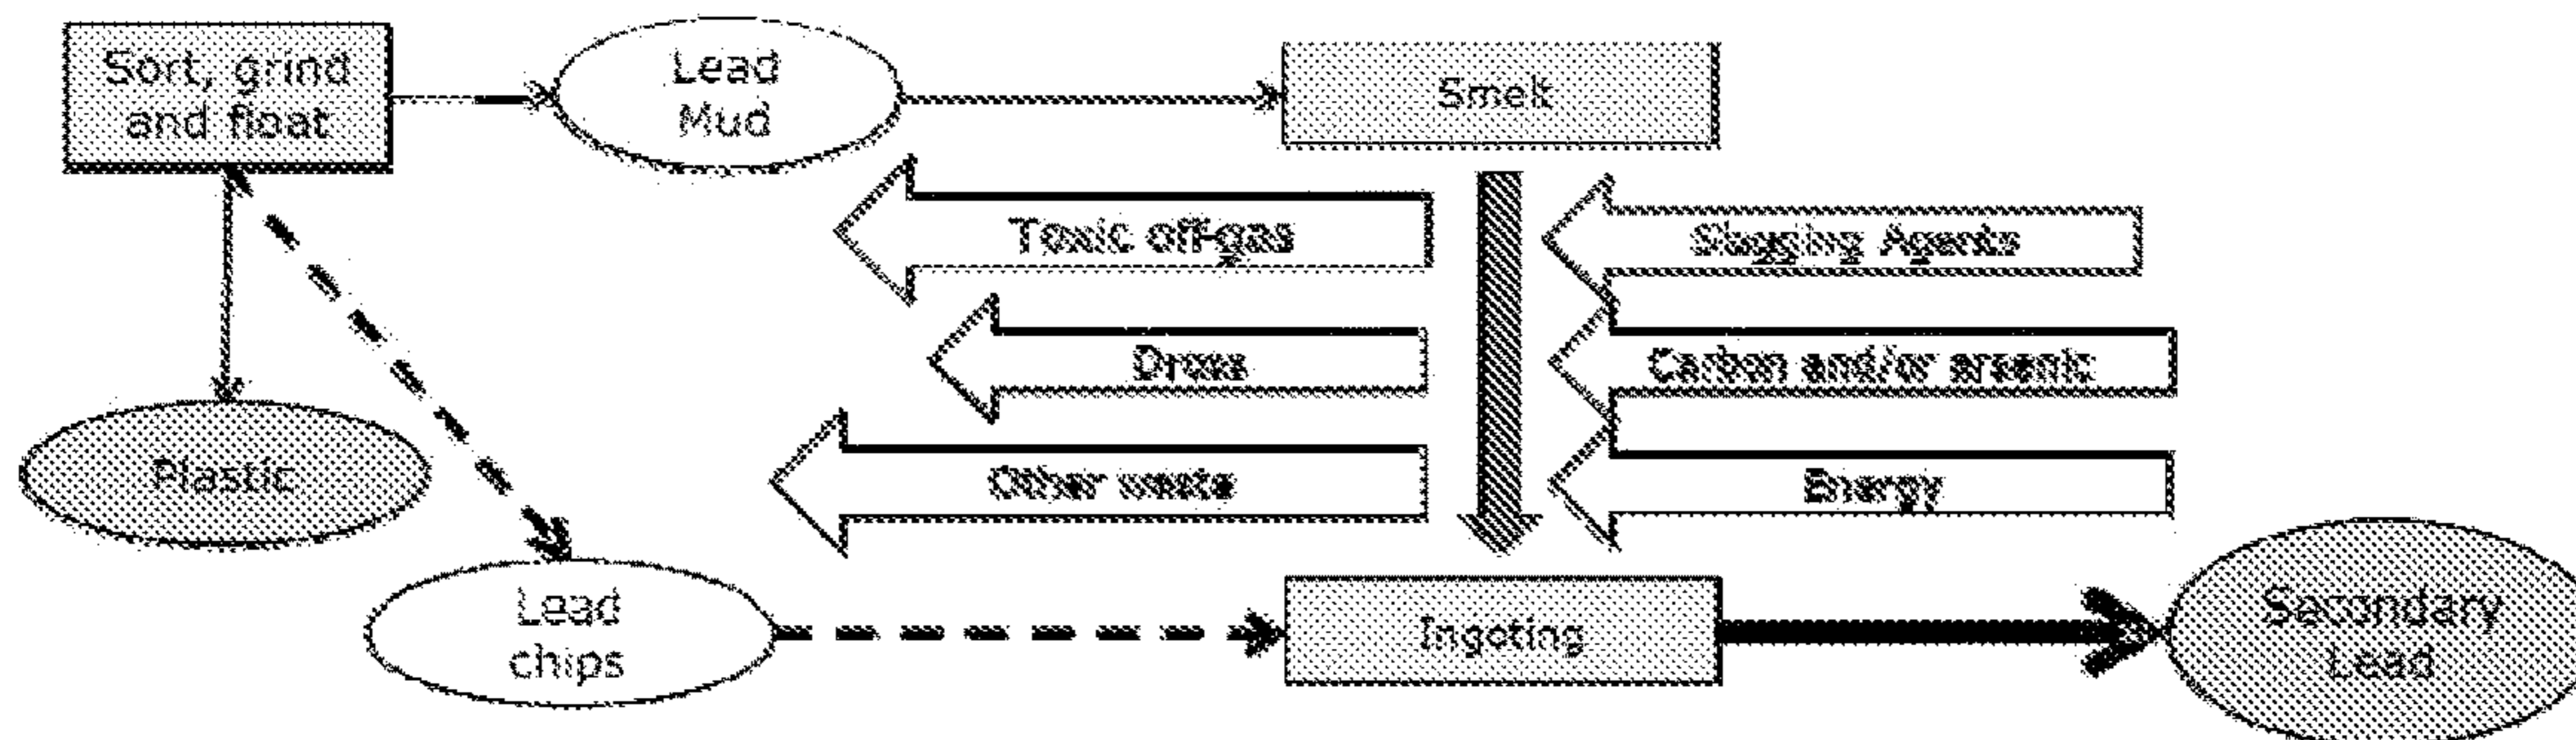 Sort, grind
and float
Lead
Mud
Smelt
Toxic off-gas
Slagging Agents
Dross
Carbon and/or arsenic
Plastic
Other waste
Energy
Lead
chips
Ingoting
Secondary
Lead